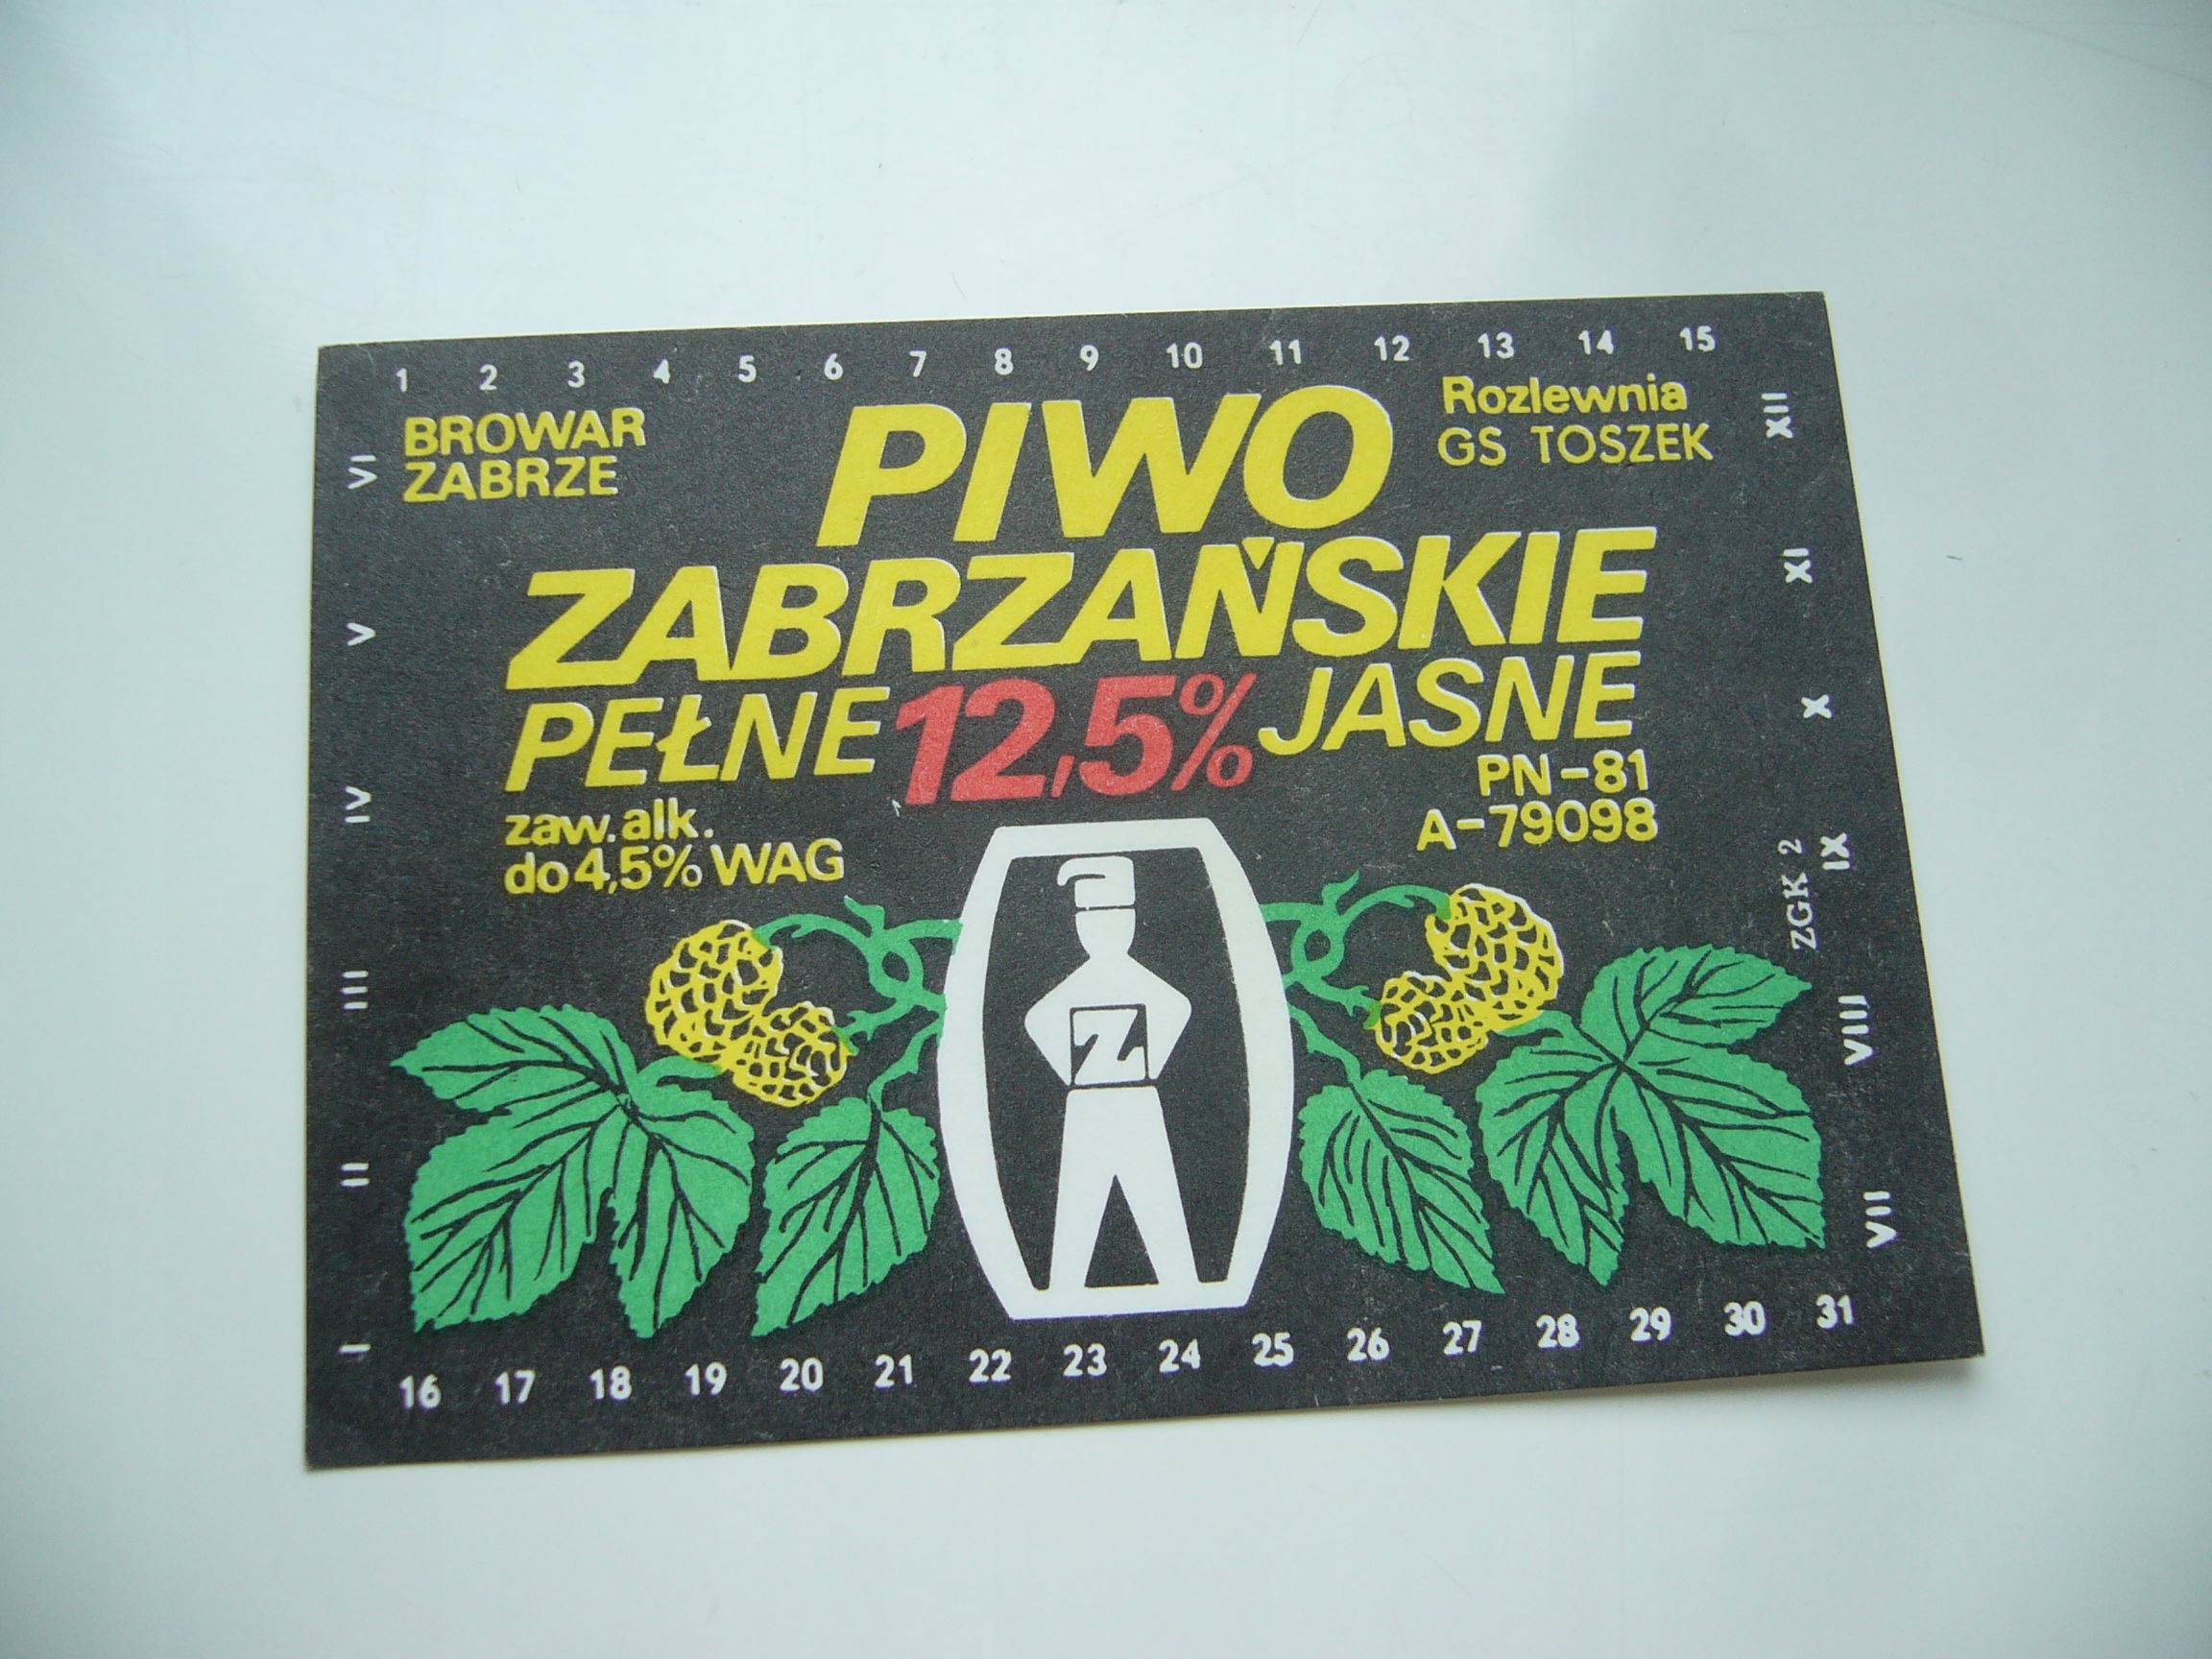 1 2 3 4 5 6 7 8 9 10 11 12 13 14 15
BROWAR
ZABRZE
Rozlewnia
GS TOSZEK
PIWO
ZABRZAŃSKIE
PEŁNE 12,5% JASNE
zaw. alk.
do 4,5% WAG
PN-81
A-79098
Z
VI
V
IV
III
II
I
XII
XI
X
IX
VIII
VII
ZGK 2
16 17 18 19 20 21 22 23 24 25 26 27 28 29 30 31